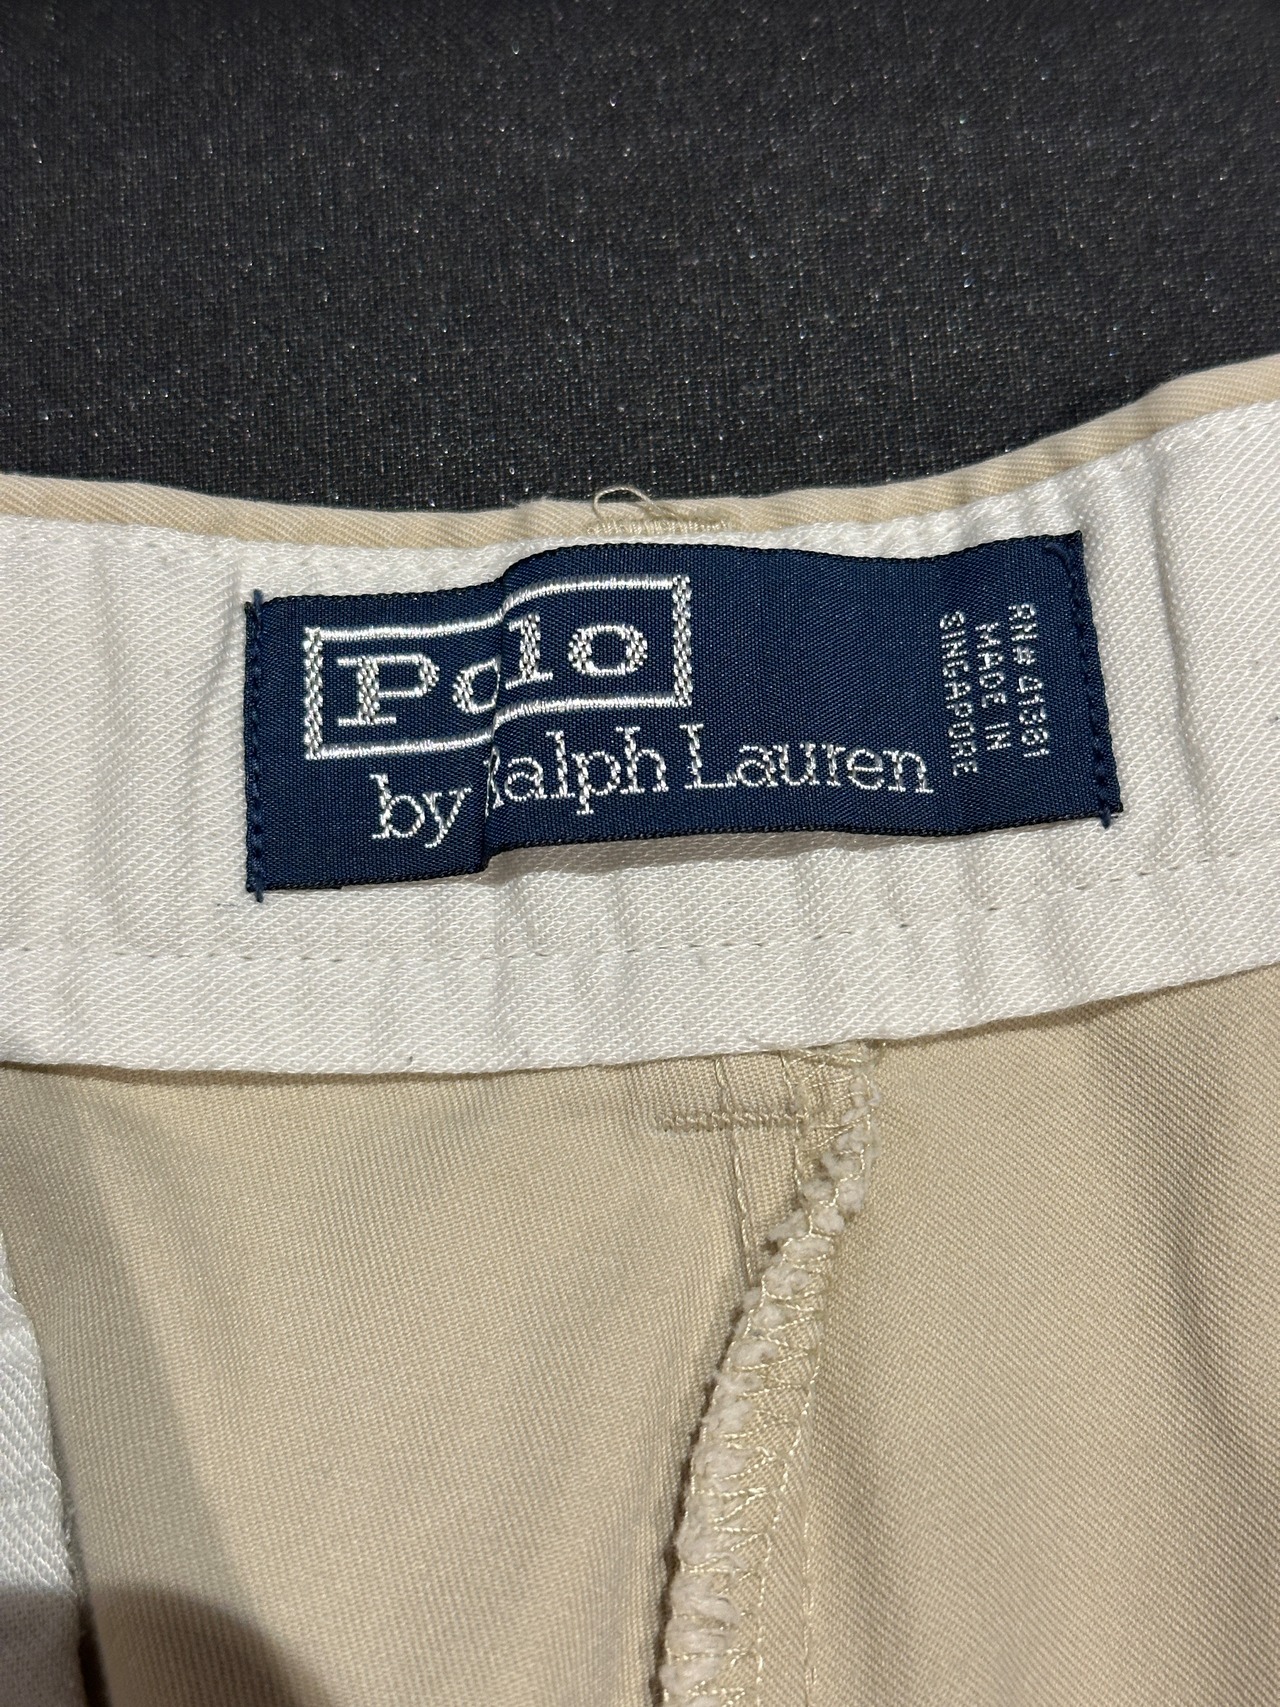 Polo
by Ralph Lauren
RN# 41381
MADE IN
SINGAPORE